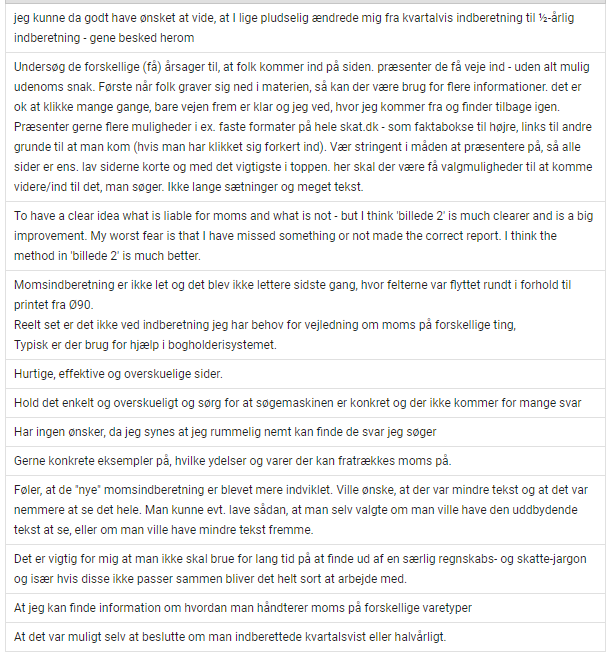 jeg kunne da godt have ønsket at vide, at I lige pludselig ændrede mig fra kvartalvis indberetning til ½-årlig
indberetning - gene besked herom
Undersøg de forskellige (få) årsager til, at folk kommer ind på siden. præsenter de få veje ind - uden alt mulig
udenoms snak. Første når folk graver sig ned i materien, så kan der være brug for flere informationer. det er
ok at klikke mange gange, bare vejen frem er klar og jeg ved, hvor jeg kommer fra og finder tilbage igen.
Præsenter gerne flere muligheder i ex. faste formater på hele skat.dk - som faktabokse til højre, links til andre
grunde til at man kom (hvis man har klikket sig forkert ind). Vær stringent i måden at præsentere på, så alle
sider er ens. lav siderne korte og med det vigtigste i toppen. her skal der være få valgmuligheder til at komme
videre/ind til det, man søger. Ikke lange sætninger og meget tekst.
To have a clear idea what is liable for moms and what is not - but I think 'billede 2' is much clearer and is a big
improvement. My worst fear is that I have missed something or not made the correct report. I think the
method in 'billede 2' is much better.
Momsindberetning er ikke let og det blev ikke lettere sidste gang, hvor felterne var flyttet rundt i forhold til
printet fra Ø90.
Reelt set er det ikke ved indberetning jeg har behov for vejledning om moms på forskellige ting,
Typisk er der brug for hjælp i bogholderisystemet.
Hurtige, effektive og overskuelige sider.
Hold det enkelt og overskueligt og sørg for at søgemaskinen er konkret og der ikke kommer for mange svar
Har ingen ønsker, da jeg synes at jeg rummelig nemt kan finde de svar jeg søger
Gerne konkrete eksempler på, hvilke ydelser og varer der kan fratrækkes moms på.
Føler, at de "nye" momsindberetning er blevet mere indviklet. Ville ønske, at der var mindre tekst og at det var
nemmere at se det hele. Man kunne evt. lave sådan, at man selv valgte om man ville have den uddbydende
tekst at se, eller om man ville have mindre tekst fremme.
Det er vigtig for mig at man ikke skal brue for lang tid på at finde ud af en særlig regnskabs- og skatte-jargon
og især hvis disse ikke passer sammen bliver det helt sort at arbejde med.
At jeg kan finde information om hvordan man håndterer moms på forskellige varetyper
At det var muligt selv at beslutte om man indberettede kvartalsvist eller halvårligt.